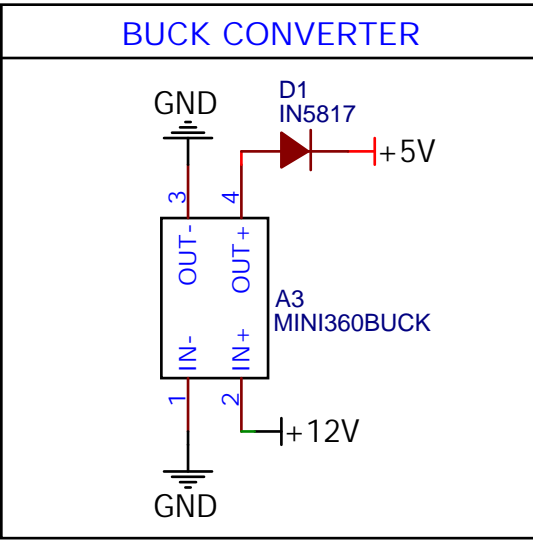 BUCK CONVERTER
GND
D1
IN5817
+5V
3
4
OUT-
OUT+
A3
MINI360BUCK
IN-
IN+
1
2
+12V
GND